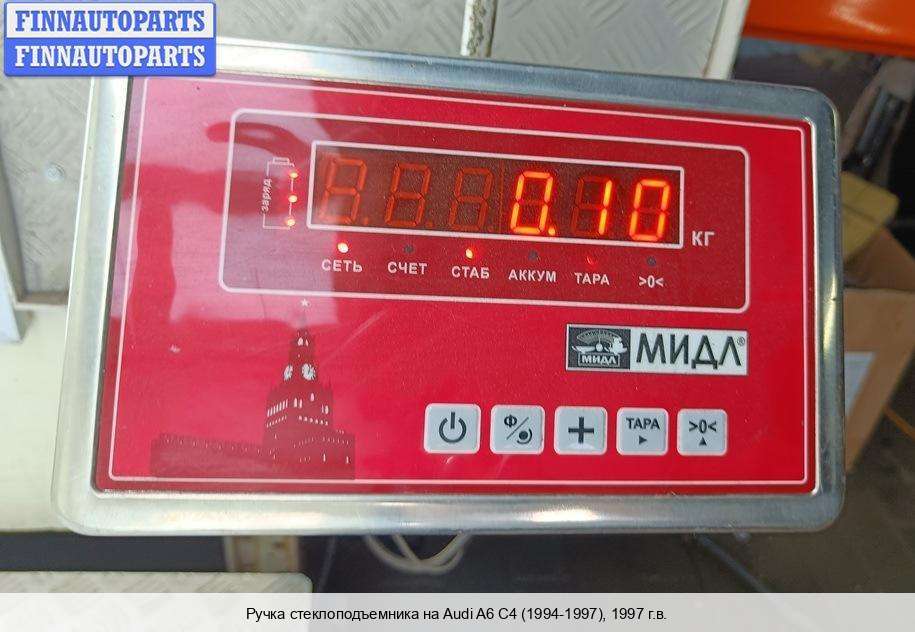 FINNAUTOPARTS
FINNAUTOPARTS
заряд
0.10 КГ
СЕТЬ СЧЕТ СТАБ АККУМ ТАРА >0<
МИДЛ МИДЛ®
Ф ТАРА >0<
Ручка стеклоподъемника на Audi A6 C4 (1994-1997), 1997 г.в.